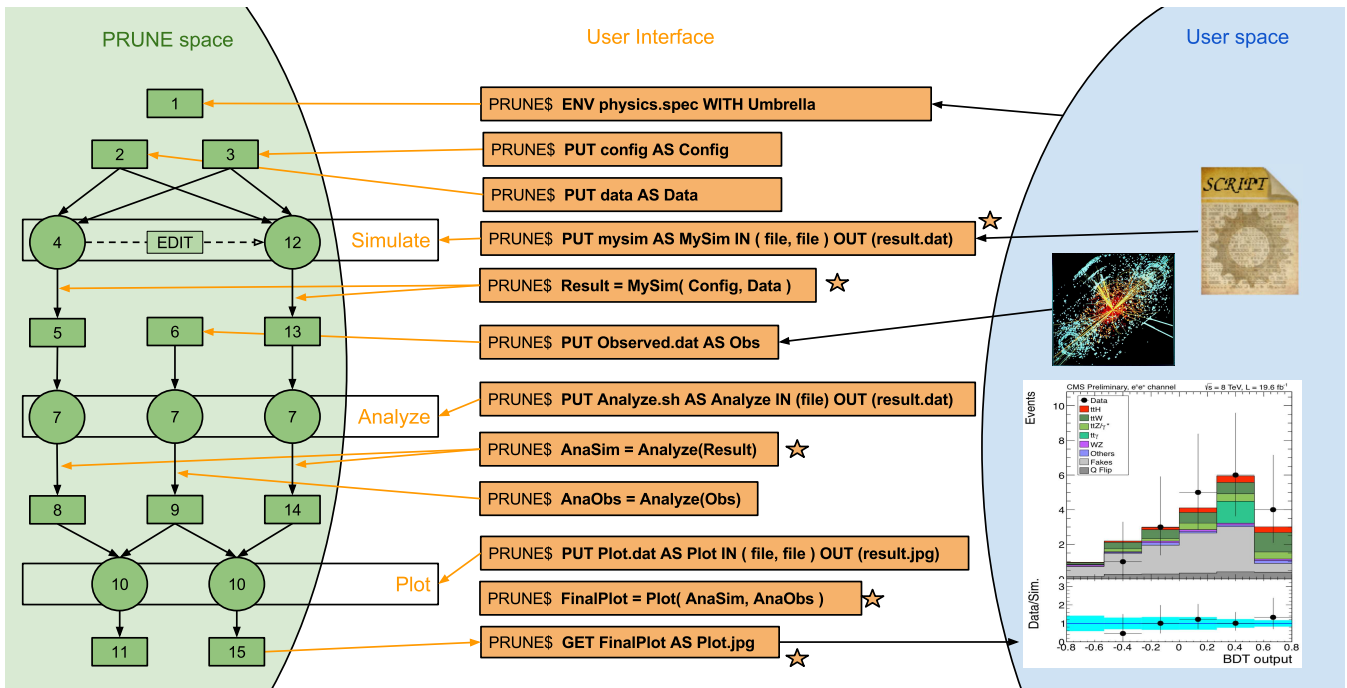 PRUNE space
User Interface
User space
1
PRUNE$ ENV physics.spec WITH Umbrella
2
3
PRUNE$ PUT config AS Config
PRUNE$ PUT data AS Data
4
EDIT
12
Simulate
PRUNE$ PUT mysim AS MySim IN ( file, file ) OUT (result.dat)
SCRIPT
PRUNE$ Result = MySim( Config, Data )
5
6
13
PRUNE$ PUT Observed.dat AS Obs
7
7
7
Analyze
PRUNE$ PUT Analyze.sh AS Analyze IN (file) OUT (result.dat)
PRUNE$ AnaSim = Analyze(Result)
8
9
14
PRUNE$ AnaObs = Analyze(Obs)
10
10
Plot
PRUNE$ PUT Plot.dat AS Plot IN ( file, file ) OUT (result.jpg)
PRUNE$ FinalPlot = Plot( AnaSim, AnaObs )
11
15
PRUNE$ GET FinalPlot AS Plot.jpg
CMS Preliminary, e±e± channel
√s = 8 TeV, L = 19.6 fb⁻¹
Events
10
8
6
4
2
0
Data
ttH
ttW
ttZ/γ*
ttγ
WZ
Others
Fakes
Q Flip
Data/Sim.
3
2
1
0
-0.8 -0.6 -0.4 -0.2 0 0.2 0.4 0.6 0.8
BDT output